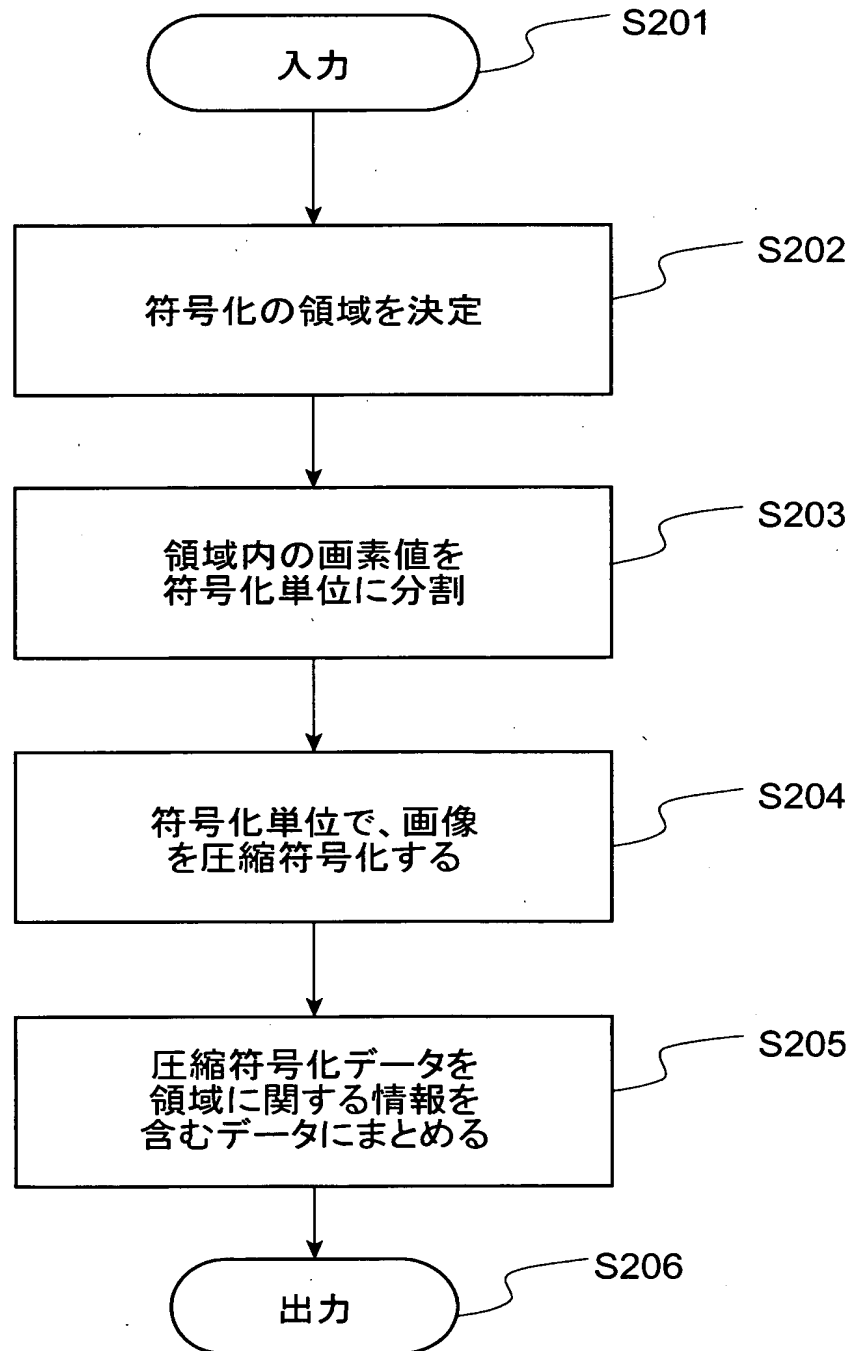 S201
入力
S202
符号化の領域を決定
S203
領域内の画素値を
符号化単位に分割
S204
符号化単位で、画像
を圧縮符号化する
S205
圧縮符号化データを
領域に関する情報を
含むデータにまとめる
S206
出力